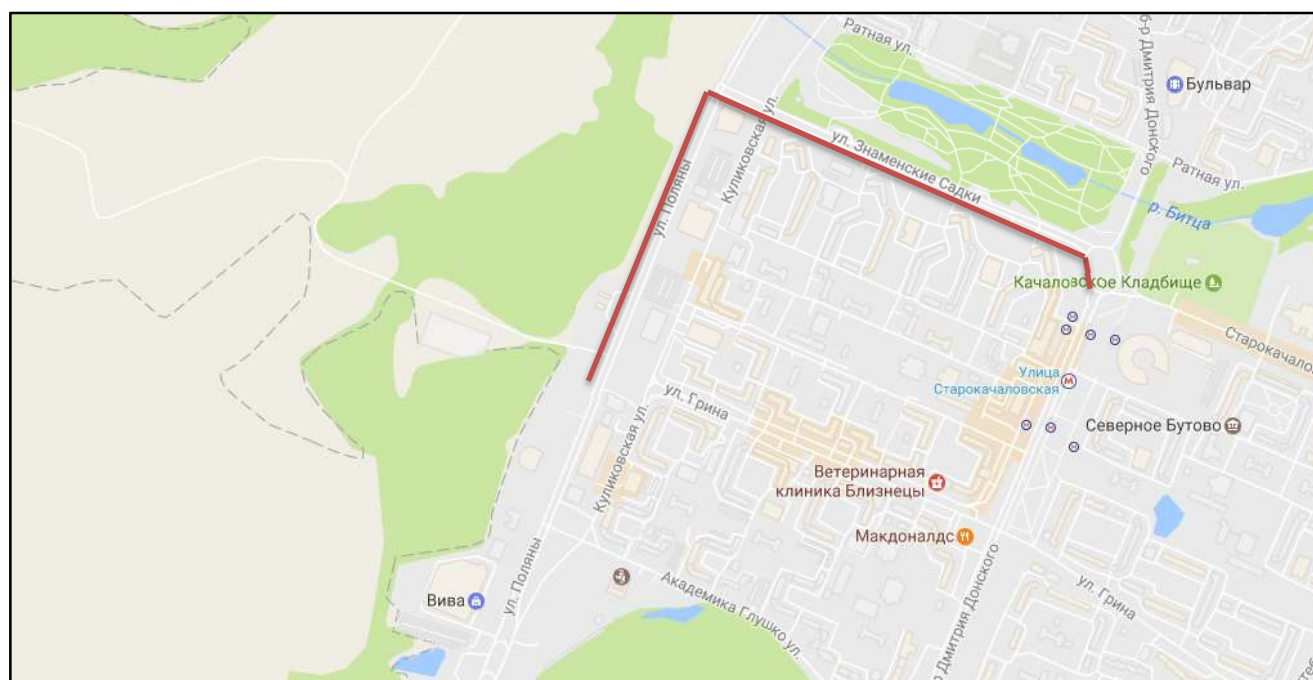 Ратная ул.
б-р Дмитрия Донского
Бульвар
Куликовская ул.
ул. Знаменские Садки
Ратная ул.
ул. Поляны
р. Битца
Качаловское Кладбище
Старокачаловская
Улица
Старокачаловская
ул. Грина
Северное Бутово
Куликовская ул.
Ветеринарная
клиника Близнецы
Макдоналдс
ул. Поляны
Академика Глушко ул.
Вива
р Дмитрия Донского
ул. Грина